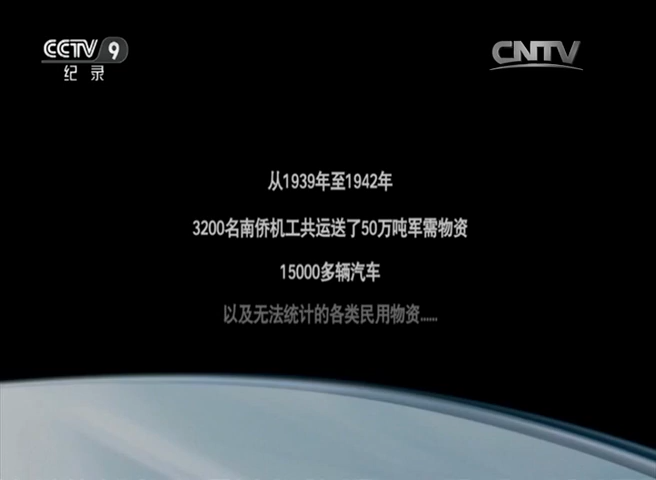 CCTV 9
纪录
CNTV
从1939年至1942年
3200名南侨机工共运送了50万吨军需物资
15000多辆汽车
以及无法统计的各类民用物资......